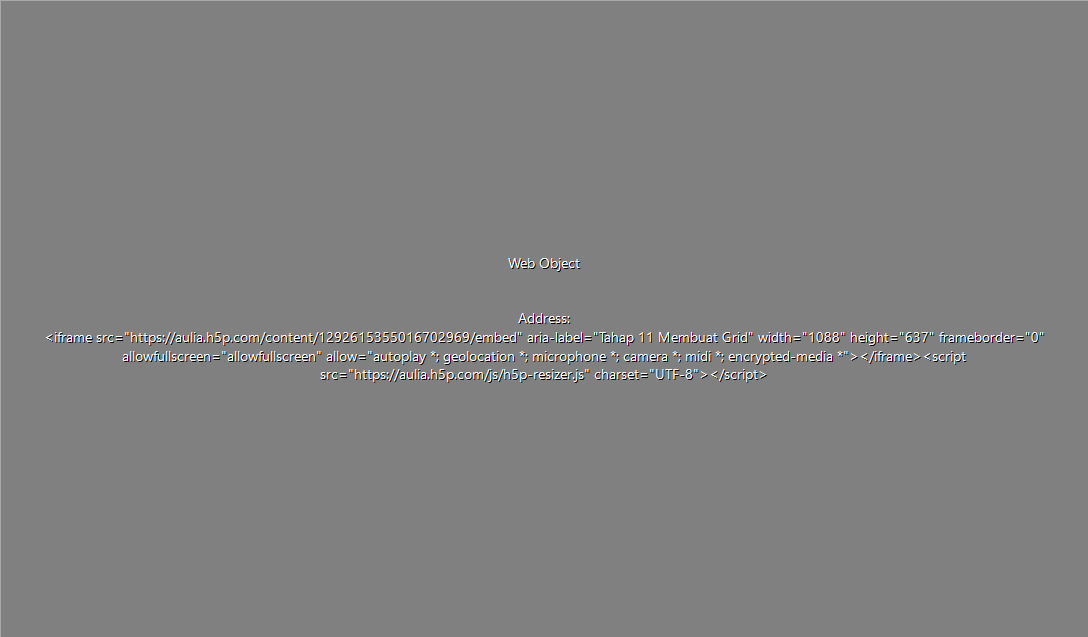 Web Object
Address:
<iframe src="https://aulia.h5p.com/content/1292615355016702969/embed" aria-label="Tahap 11 Membuat Grid" width="1088" height="637" frameborder="0"
allowfullscreen="allowfullscreen" allow="autoplay *; geolocation *; microphone *; camera *; midi *; encrypted-media *"></iframe><script
src="https://aulia.h5p.com/js/h5p-resizer.js" charset="UTF-8"></script>